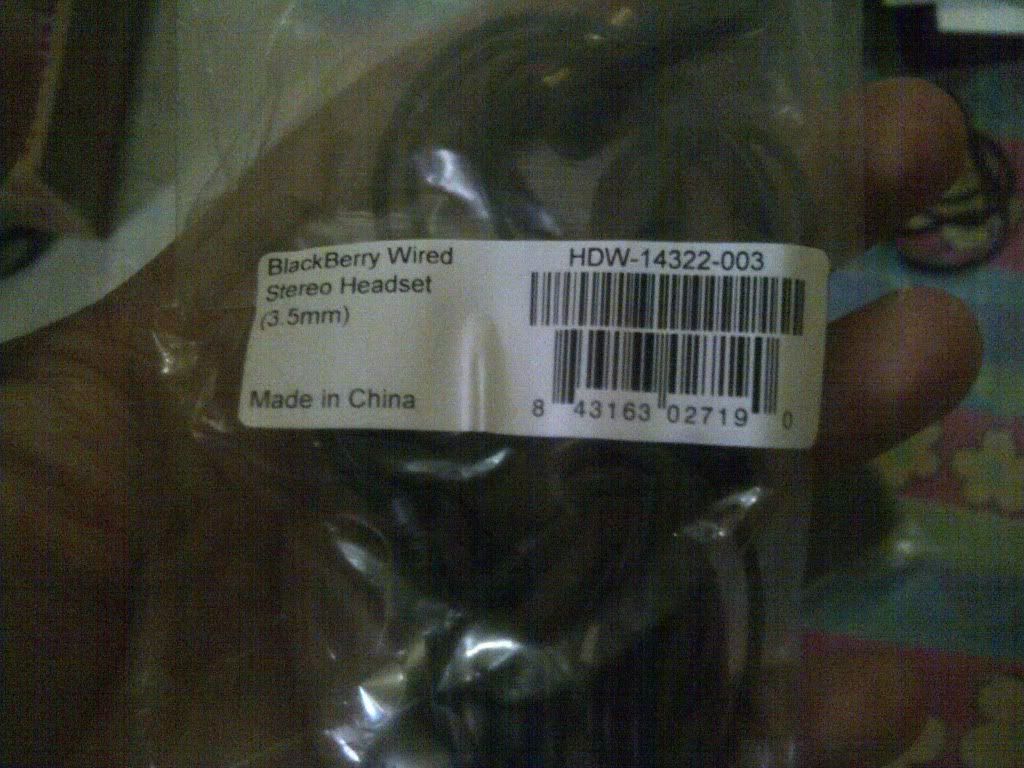 BlackBerry Wired
Stereo Headset
(3.5mm)
Made in China
HDW-14322-003
8 43163 02719 0